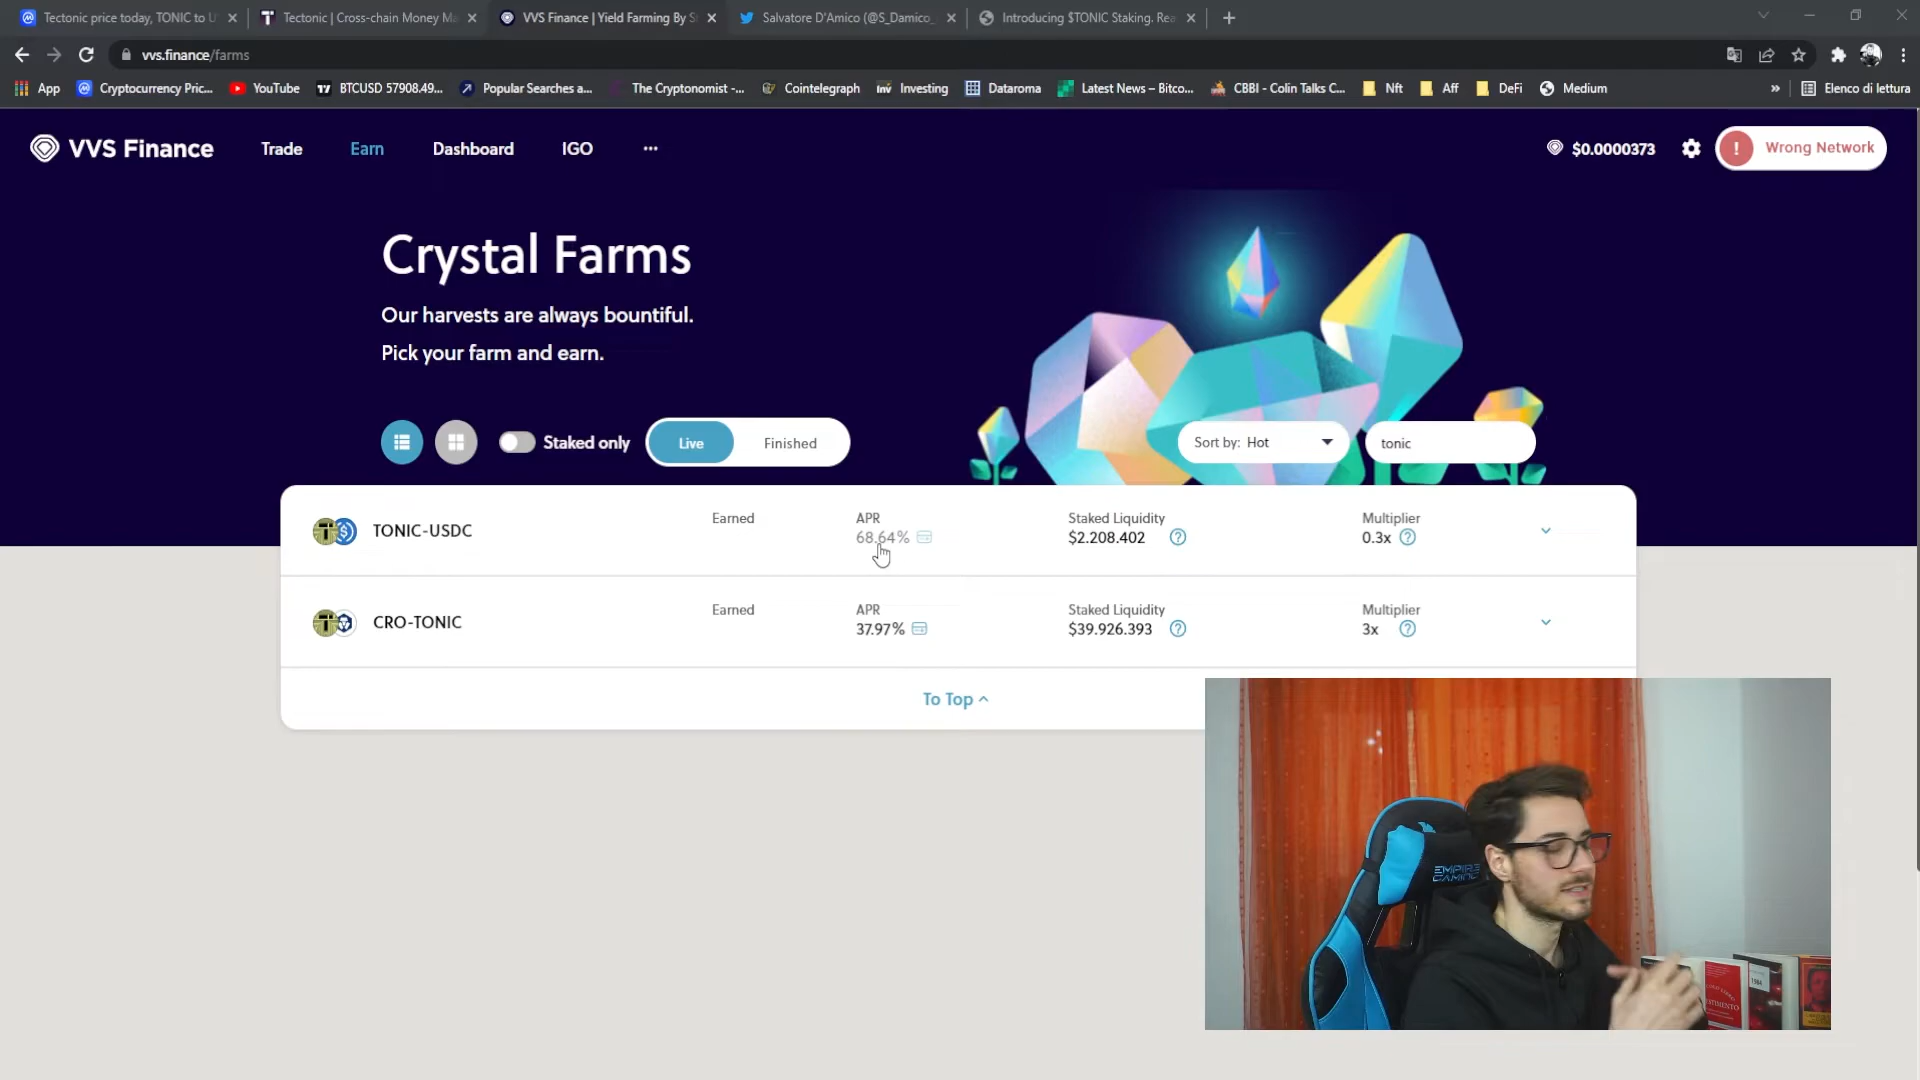 Tectonic price today, TONIC to U
Tectonic | Cross-chain Money Ma
VVS Finance | Yield Farming By S
Salvatore D'Amico (@S_Damico_
Introducing $TONIC Staking. Rea
vvs.finance/farms
App
Cryptocurrency Pric...
YouTube
BTCUSD 57908.49...
Popular Searches a...
The Cryptonomist -...
Cointelegraph
Investing
Dataroma
Latest News – Bitco...
CBBI - Colin Talks C...
Nft
Aff
DeFi
Medium
»
Elenco di lettura
VVS Finance
Trade
Earn
Dashboard
IGO
$0.0000373
! Wrong Network
Crystal Farms
Our harvests are always bountiful.
Pick your farm and earn.
Staked only
Live
Finished
Sort by: Hot
tonic
TONIC-USDC
Earned
APR
68.64%
Staked Liquidity
$2.208.402
Multiplier
0.3x
CRO-TONIC
Earned
APR
37.97%
Staked Liquidity
$39.926.393
Multiplier
3x
To Top
EMPIRE
GAMING
1984